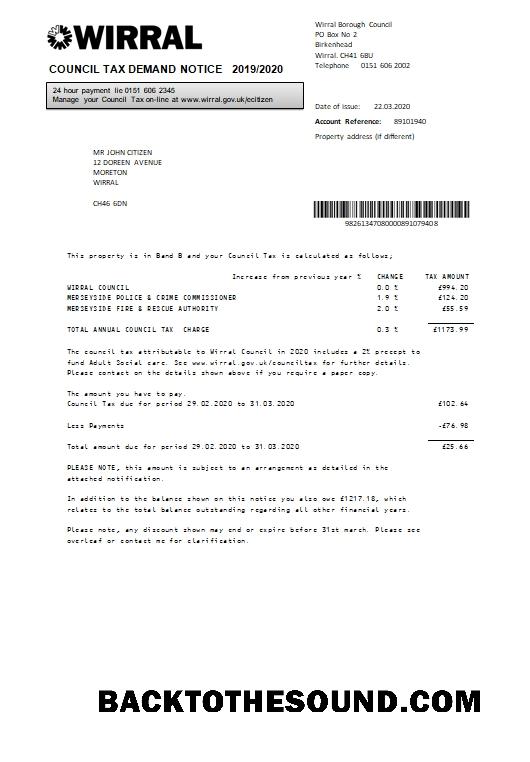 WIRRAL
COUNCIL TAX DEMAND NOTICE 2019/2020
24 hour payment lie 0151 606 2345
Manage your Council Tax on-line at www.wirral.gov.uk/ecitizen
Wirral Borough Council
PO Box No 2
Birkenhead
Wirral. CH41 6BU
Telephone 0151 606 2002
Date of issue: 22.03.2020
Account Reference: 89101940
Property address (if different)
MR JOHN CITIZEN
12 DOREEN AVENUE
MORETON
WIRRAL
CH46 6DN
98261347080000891079408
This property is in Band B and your Council Tax is calculated as follows;
Increase from previous year % CHANGE TAX AMOUNT
WIRRAL COUNCIL 0.0 % £994.20
MERSEYSIDE POLICE & CRIME COMMISSIONER 1.9 % £124.20
MERSEYSIDE FIRE & RESCUE AUTHORITY 2.0 % £55.59
TOTAL ANNUAL COUNCIL TAX CHARGE 0.3 % £1173.99
The council tax attributable to Wirral Council in 2020 includes a 2% precept to
fund Adult Social care. See www.wirral.gov.uk/counciltax for further details.
Please contact on the details shown above if you require a paper copy.
The amount you have to pay.
Council Tax due for period 29.02.2020 to 31.03.2020 £102.64
Less Payments -£76.98
Total amount due for period 29.02.2020 to 31.03.2020 £25.66
PLEASE NOTE, this amount is subject to an arrangement as detailed in the
attached notification.
In addition to the balance shown on this notice you also owe £1217.18, which
relates to the total balance outstanding regarding all other financial years.
Please note, any discount shown may end or expire before 31st march. Please see
overleaf or contact me for clarification.
BACKTOTHESOUND.COM